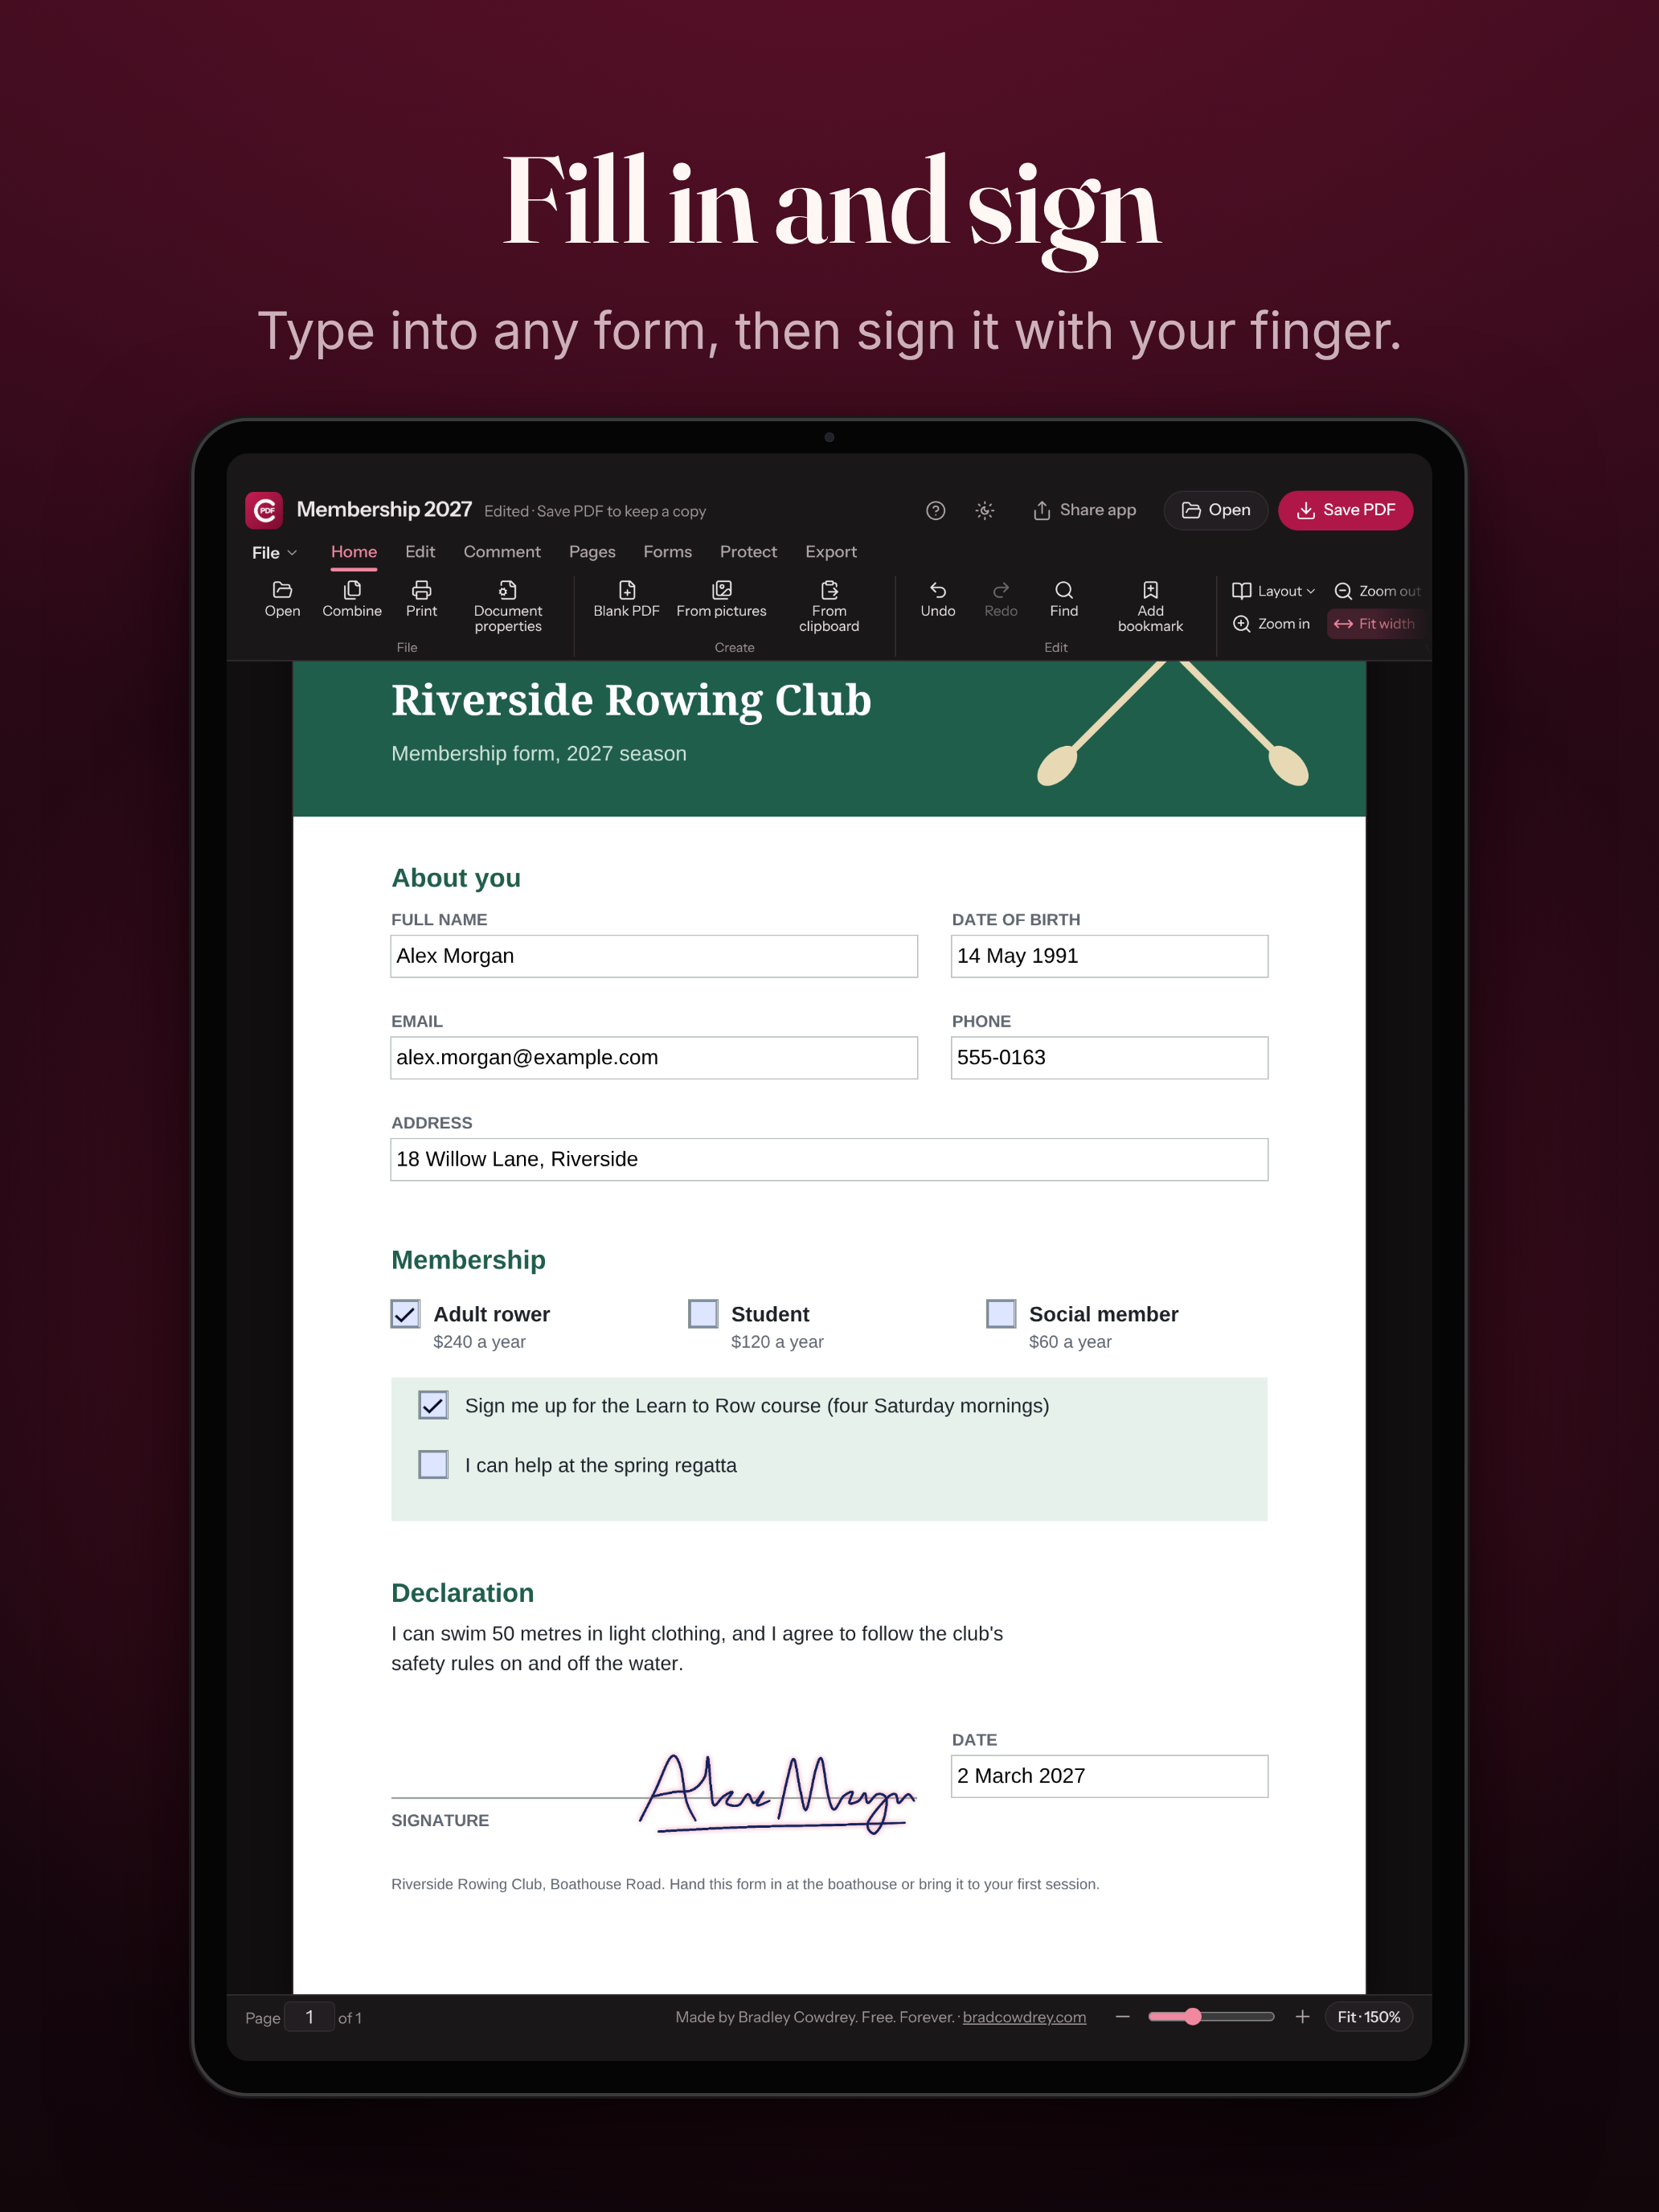 Fill in and sign
Type into any form, then sign it with your finger.
PDF
Membership 2027 Edited · Save PDF to keep a copy
Share app
Open
Save PDF
File
Home
Edit
Comment
Pages
Forms
Protect
Export
Open
Combine
Print
Document
properties
File
Blank PDF
From pictures
From
clipboard
Create
Undo
Redo
Find
Add
bookmark
Edit
Layout
Zoom out
Zoom in
Fit width
Riverside Rowing Club
Membership form, 2027 season
About you
FULL NAME
Alex Morgan
DATE OF BIRTH
14 May 1991
EMAIL
alex.morgan@example.com
PHONE
555-0163
ADDRESS
18 Willow Lane, Riverside
Membership
Adult rower
$240 a year
Student
$120 a year
Social member
$60 a year
Sign me up for the Learn to Row course (four Saturday mornings)
I can help at the spring regatta
Declaration
I can swim 50 metres in light clothing, and I agree to follow the club's
safety rules on and off the water.
Alex Morgan
SIGNATURE
DATE
2 March 2027
Riverside Rowing Club, Boathouse Road. Hand this form in at the boathouse or bring it to your first session.
Page 1 of 1
Made by Bradley Cowdrey. Free. Forever. · bradcowdrey.com
Fit · 150%